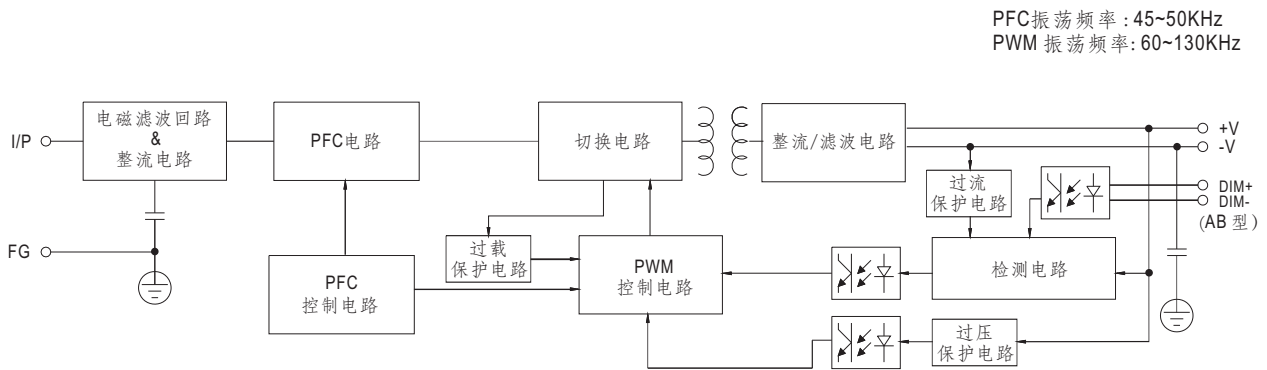 PFC振荡频率：45~50KHz
PWM 振荡频率：60~130KHz
I/P
电磁滤波回路
&
整流电路
PFC电路
切换电路
整流/滤波电路
+V
-V
过流
保护电路
DIM+
DIM-
(AB 型）
FG
过载
保护电路
PFC
控制电路
PWM
控制电路
检测电路
过压
保护电路